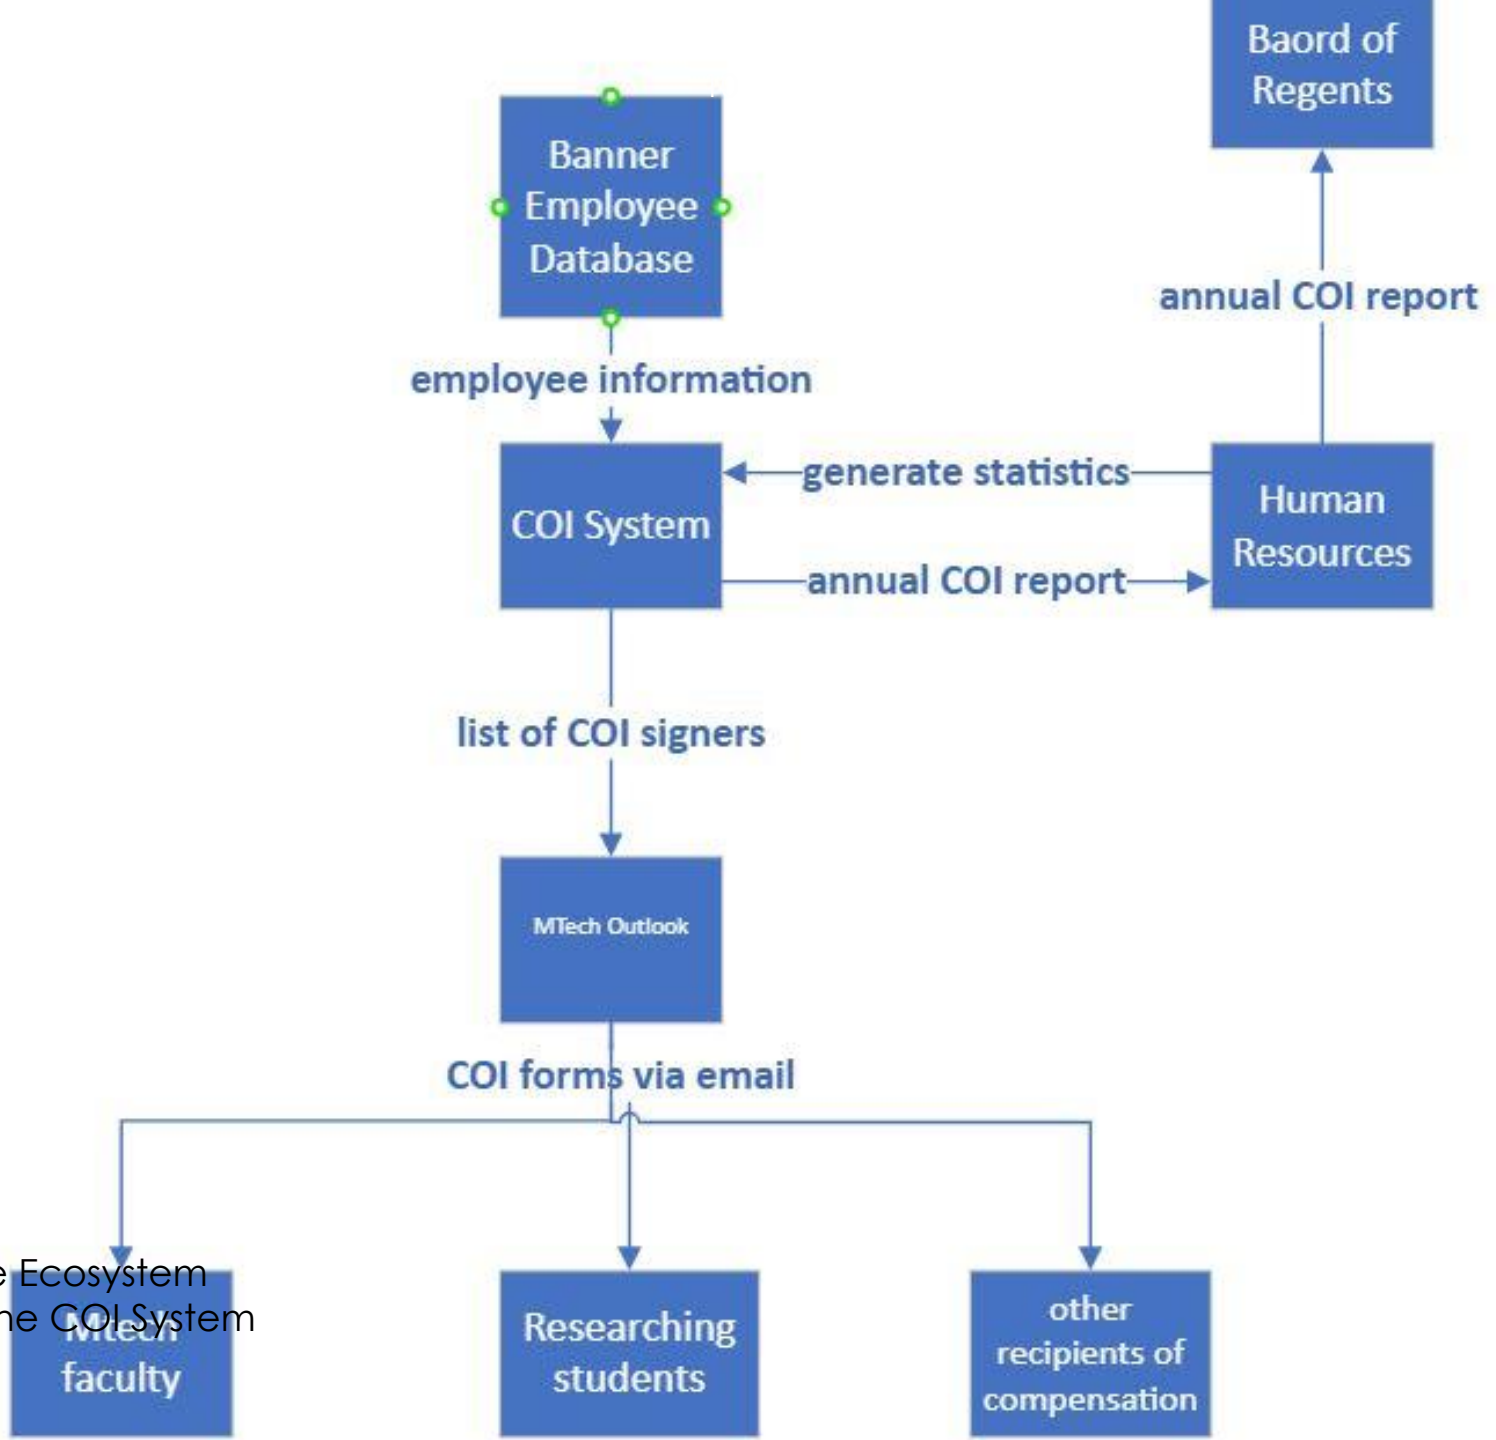 Baord of
Regents
Banner
Employee
Database
annual COI report
employee information
generate statistics
COI System
Human
Resources
annual COI report
list of COI signers
MTech Outlook
COI forms via email
e Ecosystem
he COI System
Mtech
faculty
Researching
students
other
recipients of
compensation